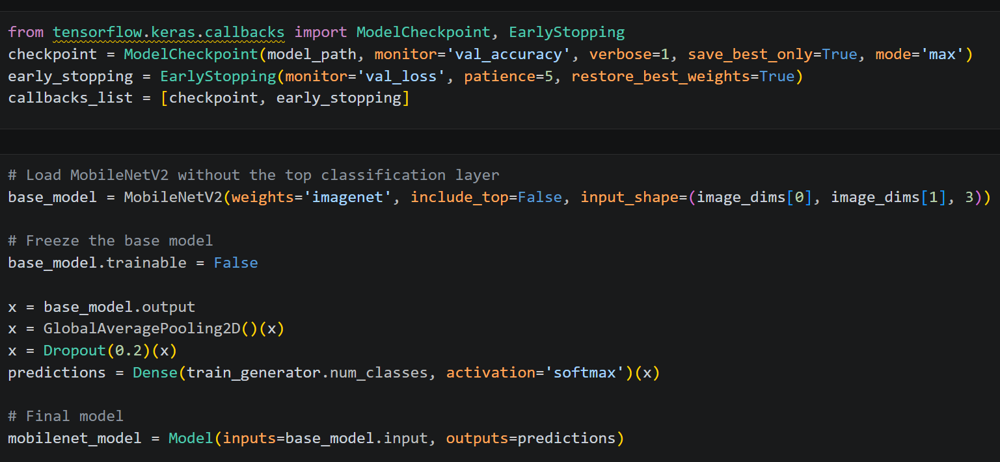 from tensorflow.keras.callbacks import ModelCheckpoint, EarlyStopping
checkpoint = ModelCheckpoint(model_path, monitor='val_accuracy', verbose=1, save_best_only=True, mode='max')
early_stopping = EarlyStopping(monitor='val_loss', patience=5, restore_best_weights=True)
callbacks_list = [checkpoint, early_stopping]
# Load MobileNetV2 without the top classification layer
base_model = MobileNetV2(weights='imagenet', include_top=False, input_shape=(image_dims[0], image_dims[1], 3))
# Freeze the base model
base_model.trainable = False
x = base_model.output
x = GlobalAveragePooling2D()(x)
x = Dropout(0.2)(x)
predictions = Dense(train_generator.num_classes, activation='softmax')(x)
# Final model
mobilenet_model = Model(inputs=base_model.input, outputs=predictions)